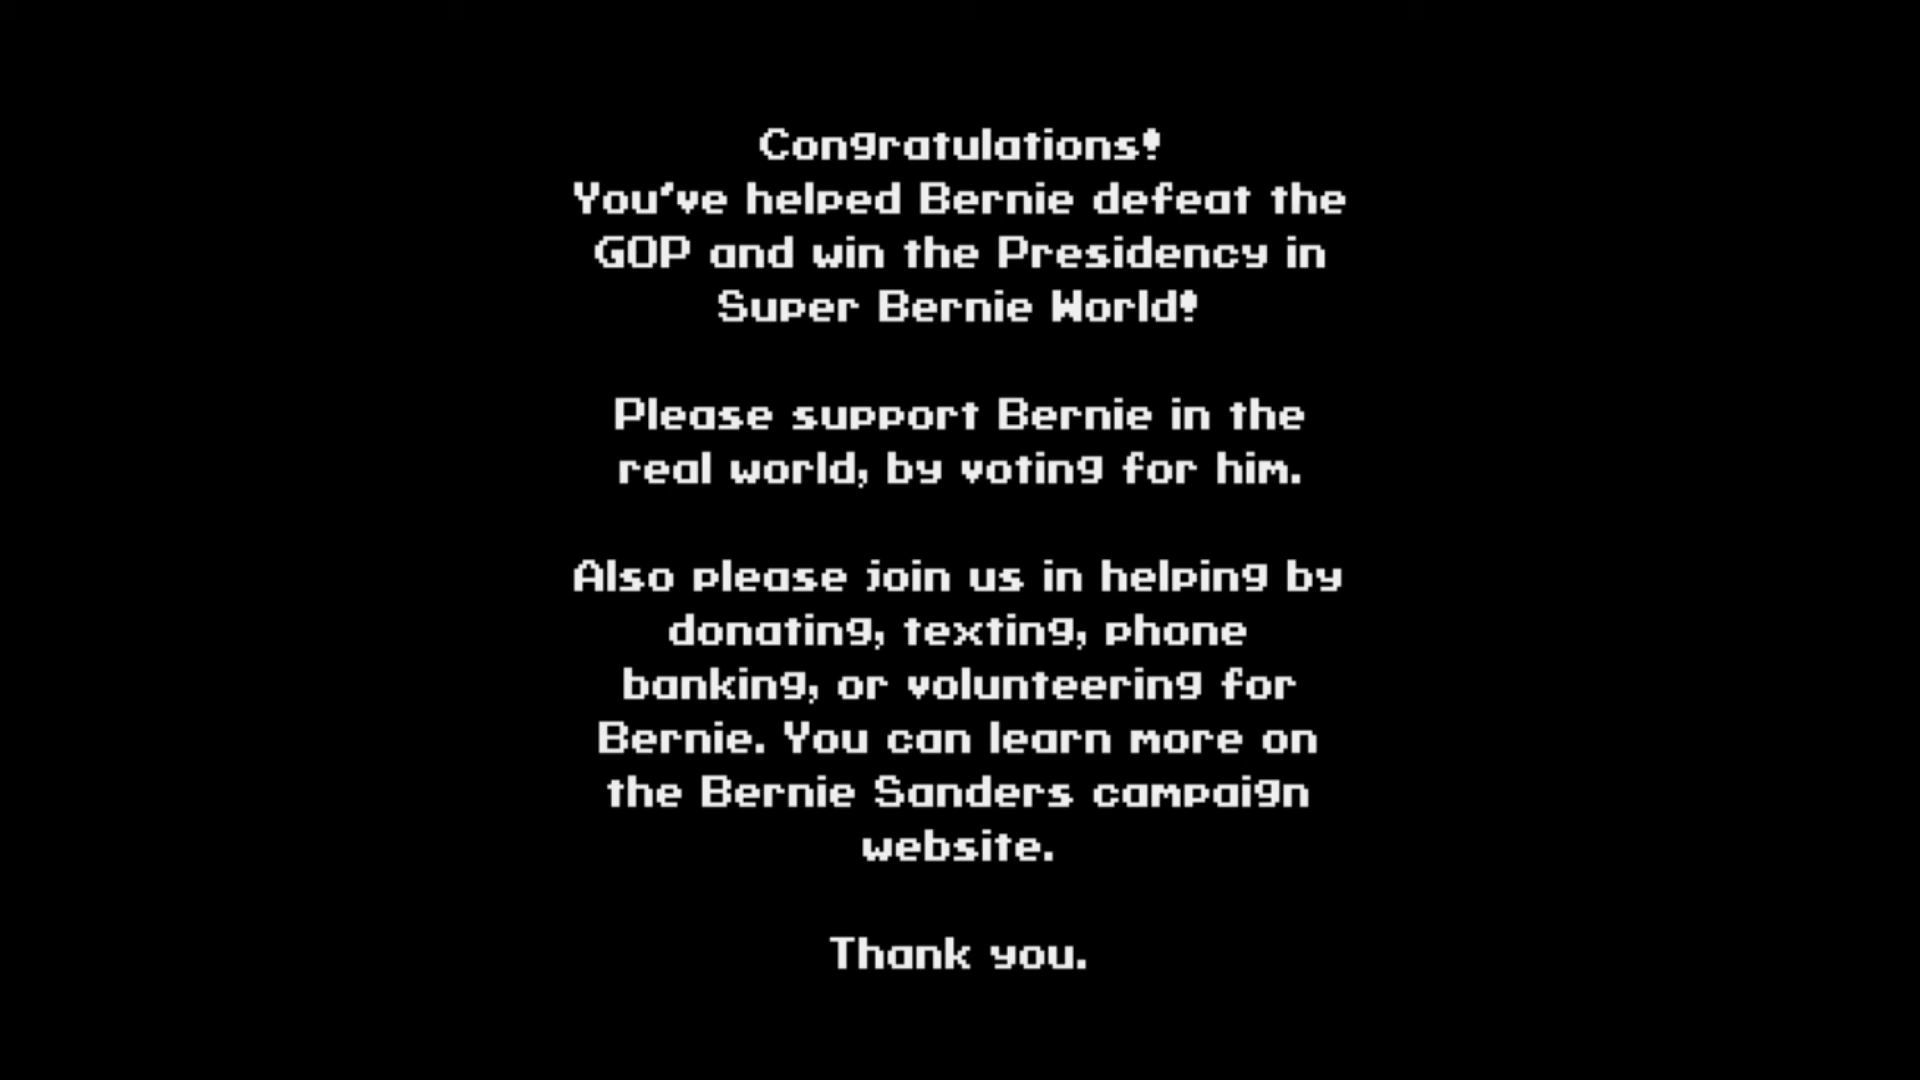 Congratulations!
You've helped Bernie defeat the
GOP and win the Presidency in
Super Bernie World!
Please support Bernie in the
real world, by voting for him.
Also please join us in helping by
donating, texting, phone
banking, or volunteering for
Bernie. You can learn more on
the Bernie Sanders campaign
website.
Thank you.